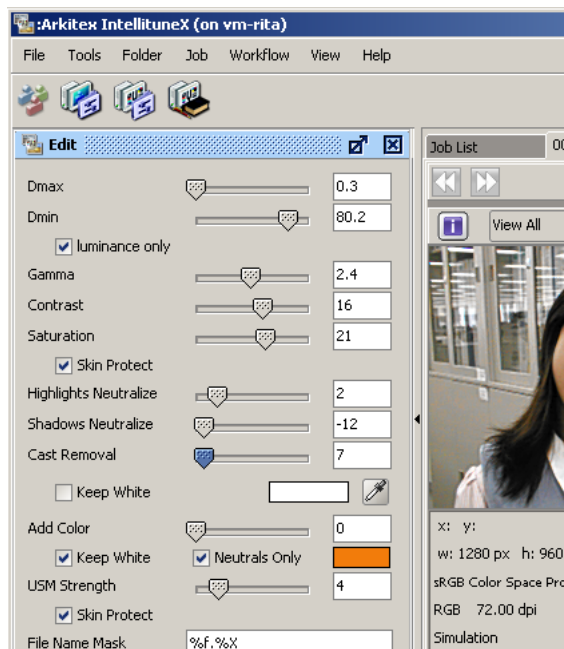 :Arkitex IntellituneX (on vm-rita)
File Tools Folder Job Workflow View Help
Edit
Dmax 0.3
Dmin 80.2
luminance only
Gamma 2.4
Contrast 16
Saturation 21
Skin Protect
Highlights Neutralize 2
Shadows Neutralize -12
Cast Removal 7
Keep White
Add Color 0
Keep White Neutrals Only
USM Strength 4
Skin Protect
File Name Mask %f.%X
Job List 00
View All
x: y:
w: 1280 px h: 960
sRGB Color Space Pro
RGB 72.00 dpi
Simulation